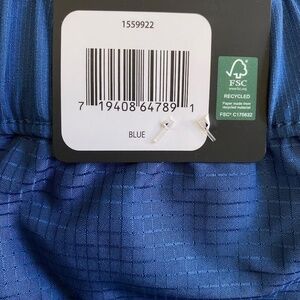 1559922
7 19408 64789 1
BLUE
FSC
RECYCLED
Paper made from
recycled material
FSC® C175632